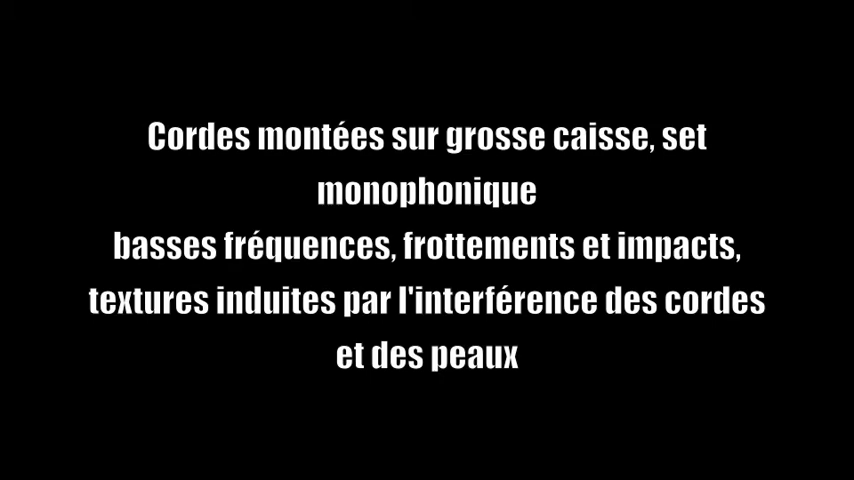 Cordes montées sur grosse caisse, set
monophonique
basses fréquences, frottements et impacts,
textures induites par l'interférence des cordes
et des peaux